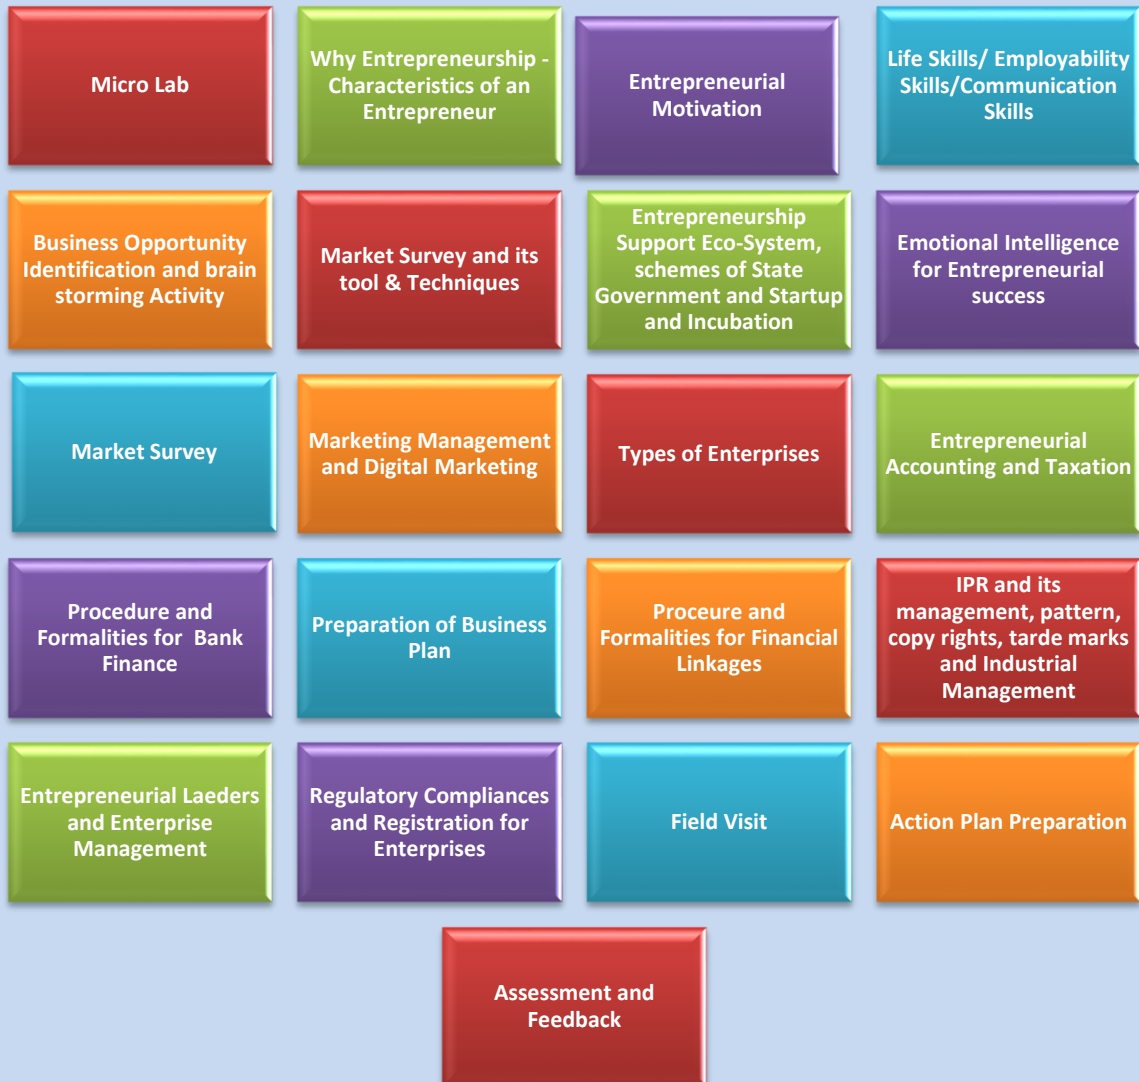 Micro Lab
Why Entrepreneurship -
Characteristics of an
Entrepreneur
Entrepreneurial
Motivation
Life Skills/ Employability
Skills/Communication
Skills
Business Opportunity
Identification and brain
storming Activity
Market Survey and its
tool & Techniques
Entrepreneurship
Support Eco-System,
schemes of State
Government and Startup
and Incubation
Emotional Intelligence
for Entrepreneurial
success
Market Survey
Marketing Management
and Digital Marketing
Types of Enterprises
Entrepreneurial
Accounting and Taxation
Procedure and
Formalities for Bank
Finance
Preparation of Business
Plan
Proceure and
Formalities for Financial
Linkages
IPR and its
management, pattern,
copy rights, tarde marks
and Industrial
Management
Entrepreneurial Laeders
and Enterprise
Management
Regulatory Compliances
and Registration for
Enterprises
Field Visit
Action Plan Preparation
Assessment and
Feedback